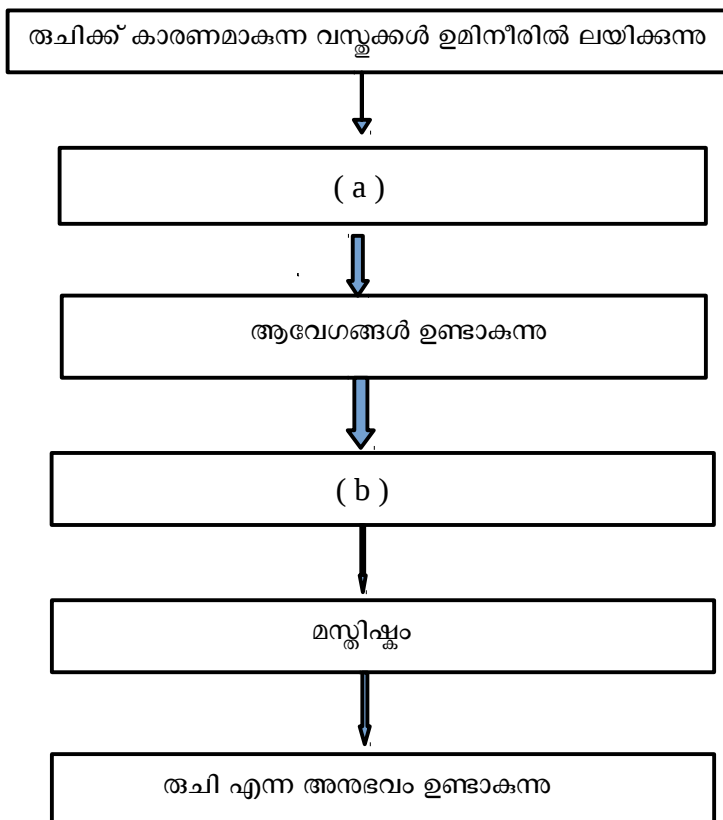 രുചിക്ക് കാരണമാകുന്ന വസ്തുക്കൾ ഉമിനീരിൽ ലയിക്കുന്നു
( a )
ആവേഗങ്ങൾ ഉണ്ടാകുന്നു
( b )
മസ്തിഷ്കം
രുചി എന്ന അനുഭവം ഉണ്ടാകുന്നു